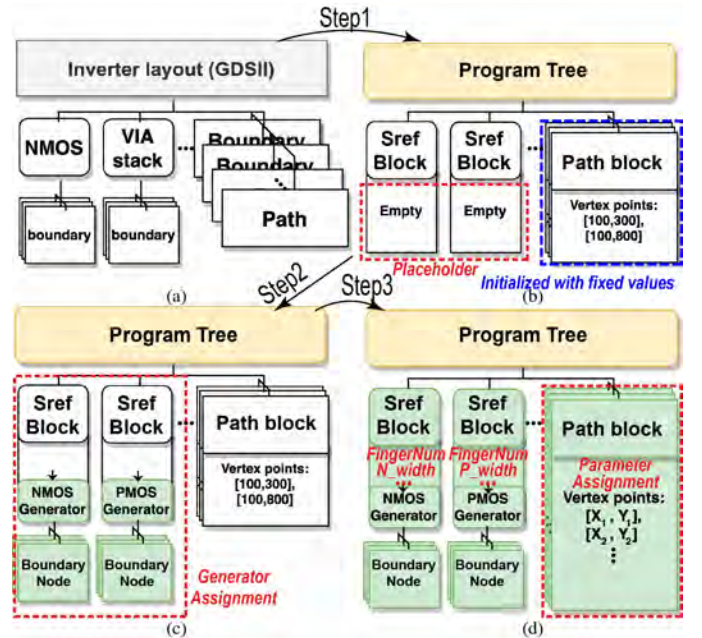 Step1
Inverter layout (GDSII)
NMOS
VIA
stack
...
Boundary
Boundary
Path
boundary
boundary
(a)
Program Tree
Sref
Block
Sref
Block
...
Path block
Empty
Empty
Vertex points:
[100,300],
[100,800]
Placeholder
Initialized with fixed values
(b)
Step2
Step3
Program Tree
Sref
Block
Sref
Block
...
Path block
Vertex points:
[100,300],
[100,800]
NMOS
Generator
PMOS
Generator
Boundary
Node
Boundary
Node
Generator
Assignment
(c)
Program Tree
Sref
Block
Sref
Block
...
Path block
FingerNum
N_width
...
FingerNum
P_width
...
Parameter
Assignment
NMOS
Generator
PMOS
Generator
Vertex points:
[X₁ , Y₁],
[X₂ , Y₂]
⋮
Boundary
Node
Boundary
Node
(d)